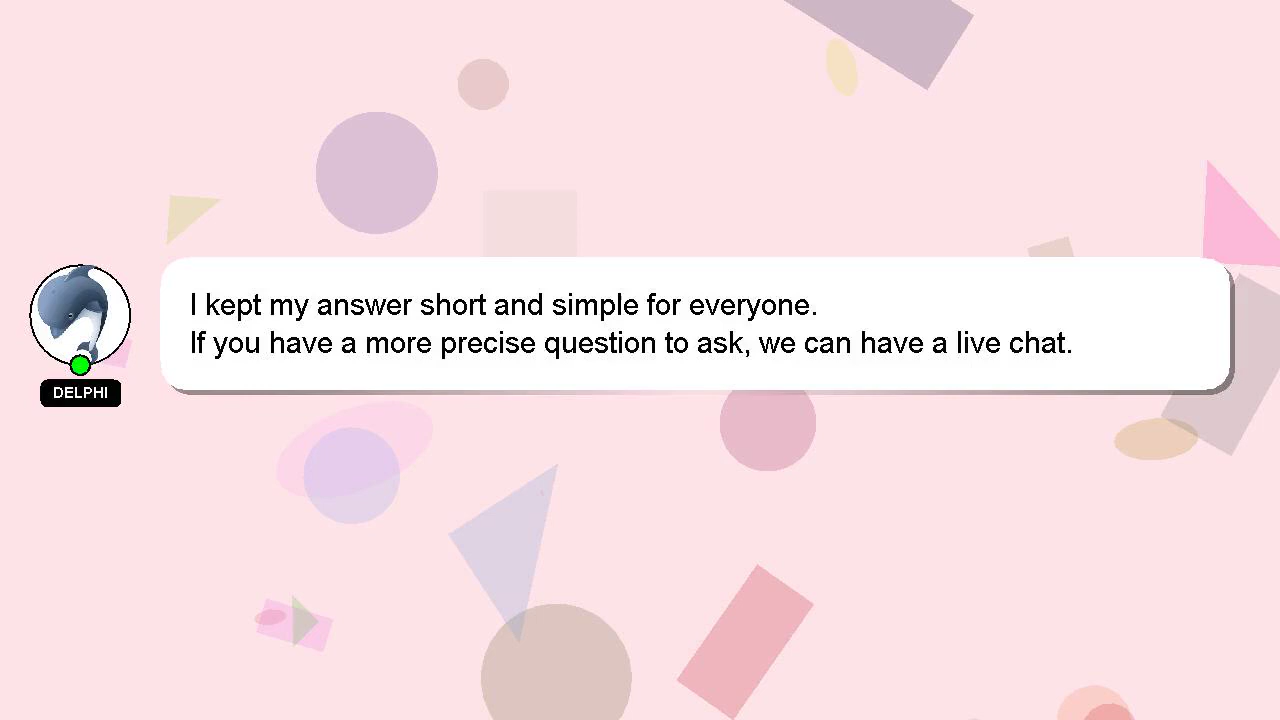 I kept my answer short and simple for everyone.
If you have a more precise question to ask, we can have a live chat.
DELPHI